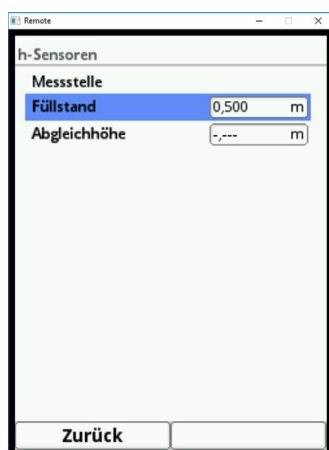 Remote
h-Sensoren
Messstelle
Füllstand 0,500 m
Abgleichhöhe -,--- m
Zurück